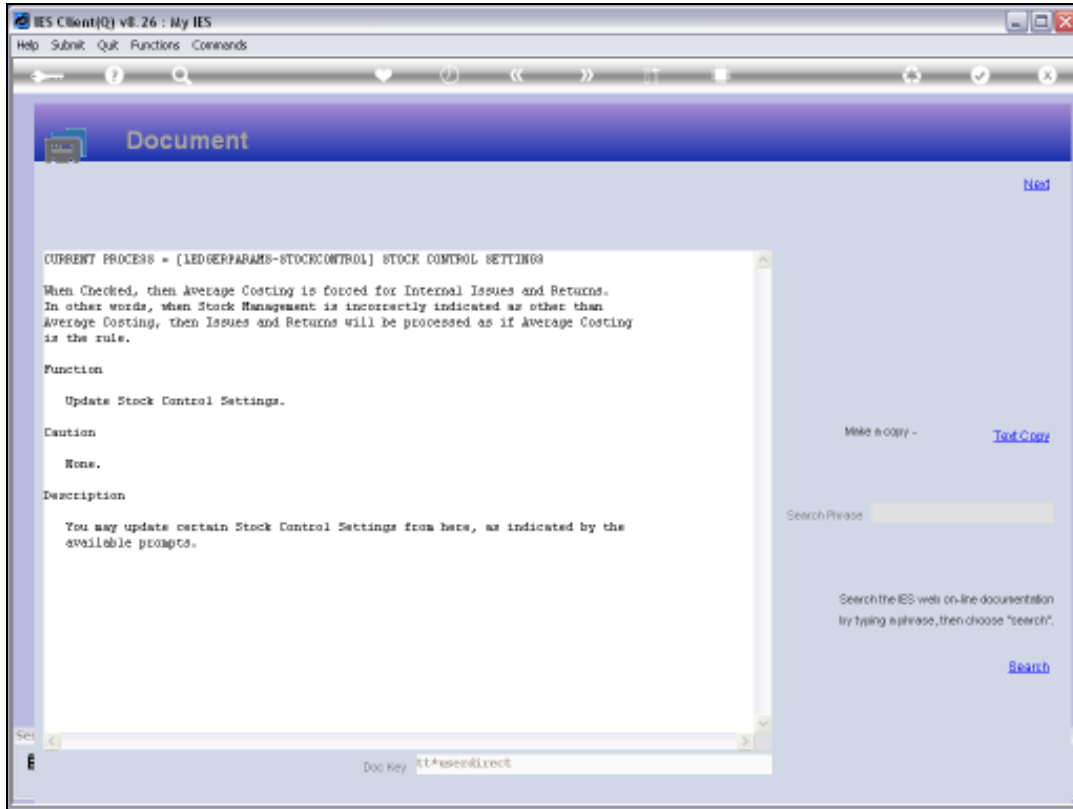 IES Client(Q) v8.26 : My IES
Help Submit Quit Functions Commands
Document
Next
CURRENT PROCESS = [LEDGERPARAMS-STOCKCONTROL] STOCK CONTROL SETTINGS
When Checked, then Average Costing is forced for Internal Issues and Returns.
In other words, when Stock Management is incorrectly indicated as other than
Average Costing, then Issues and Returns will be processed as if Average Costing
is the rule.
Function
Update Stock Control Settings.
Caution
None.
Description
You may update certain Stock Control Settings from here, as indicated by the
available prompts.
Make a copy -
Text Copy
Search Phrase
Search the IES web on-line documentation
by typing a phrase, then choose "search".
Search
Doc Key tt*userdirect